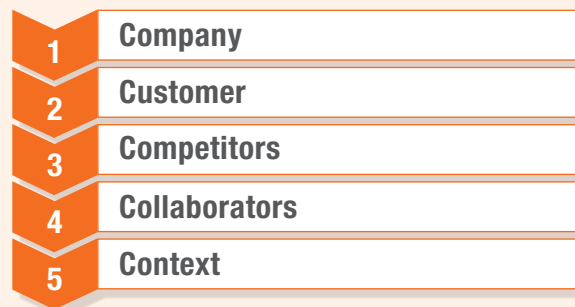 1 Company
2 Customer
3 Competitors
4 Collaborators
5 Context